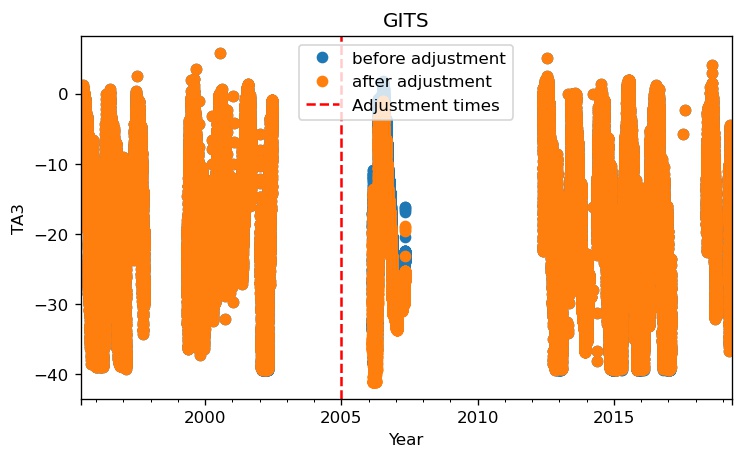 GITS
before adjustment
after adjustment
Adjustment times
0
−10
−20
−30
−40
TA3
2000
2005
2010
2015
Year